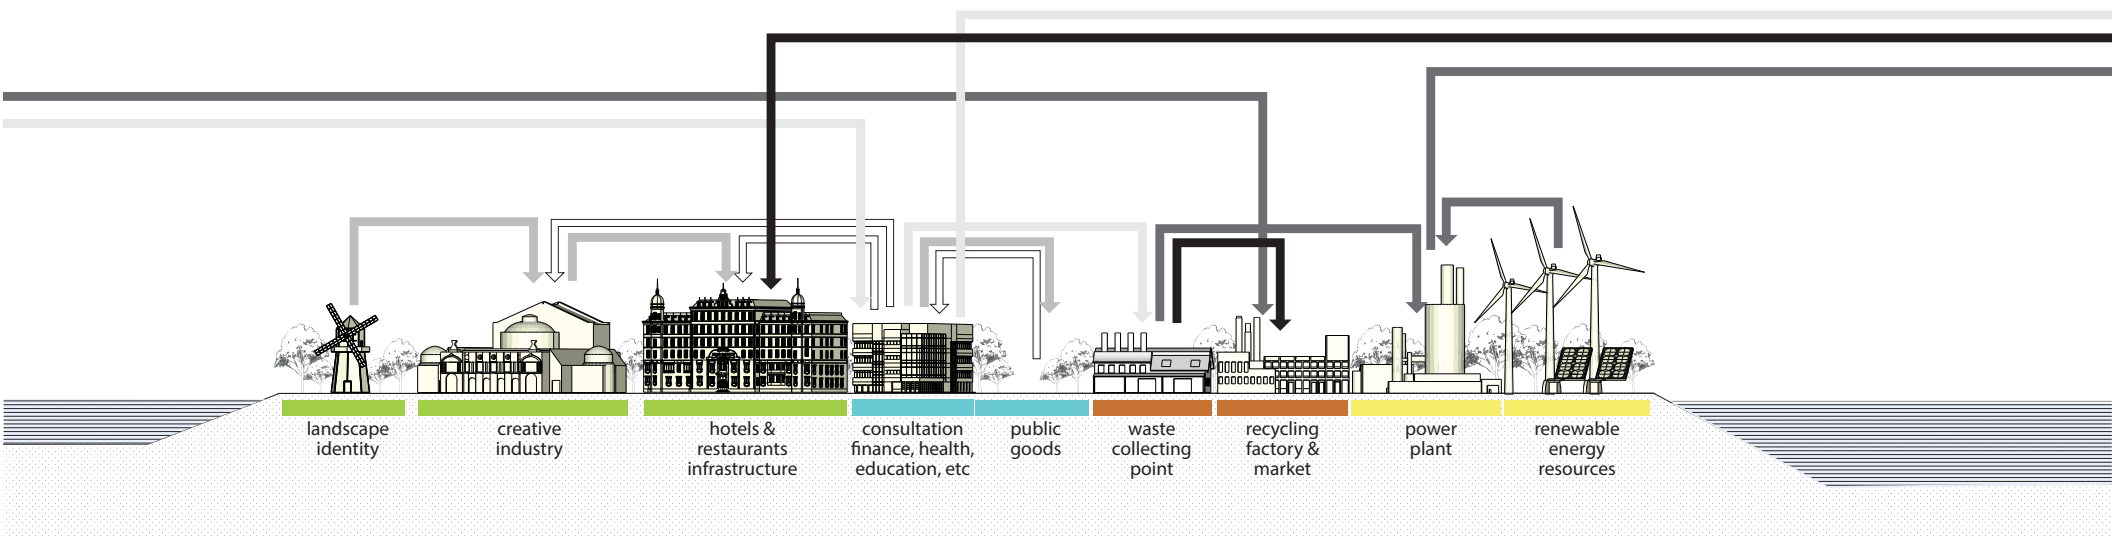 landscape
identity
creative
industry
hotels &
restaurants
infrastructure
consultation
finance, health,
education, etc
public
goods
waste
collecting
point
recycling
factory &
market
power
plant
renewable
energy
resources